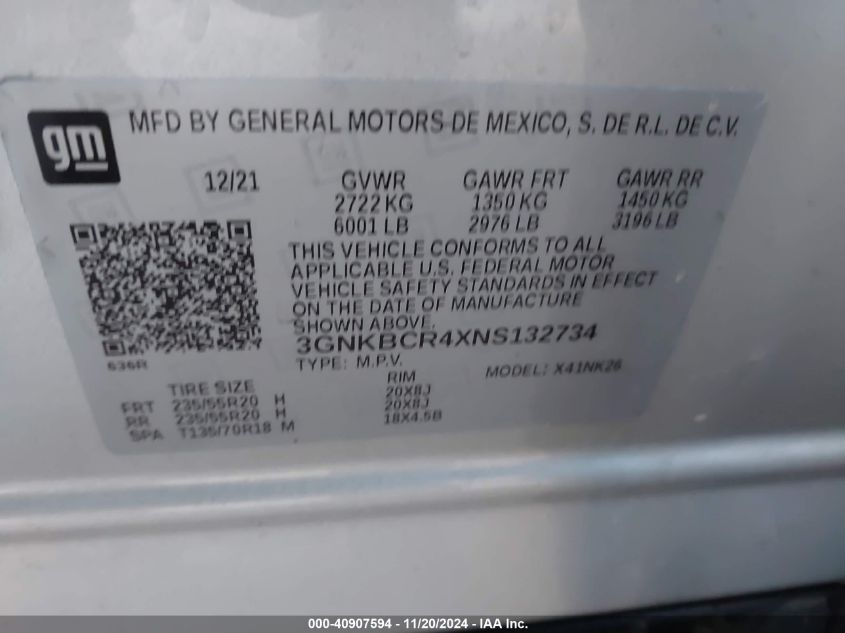 gm
MFD BY GENERAL MOTORS DE MEXICO, S. DE R.L. DE C.V.
12/21 GVWR GAWR FRT GAWR RR
2722 KG 1350 KG 1450 KG
6001 LB 2976 LB 3196 LB
THIS VEHICLE CONFORMS TO ALL
APPLICABLE U.S. FEDERAL MOTOR
VEHICLE SAFETY STANDARDS IN EFFECT
ON THE DATE OF MANUFACTURE
SHOWN ABOVE.
3GNKBCR4XNS132734
636R TYPE: M.P.V. MODEL: X41NK26
TIRE SIZE RIM
FRT 235/55R20 H 20X8J
RR 235/55R20 H 20X8J
SPA T135/70R18 M 18X4.5B
000-40907594 - 11/20/2024 - IAA Inc.